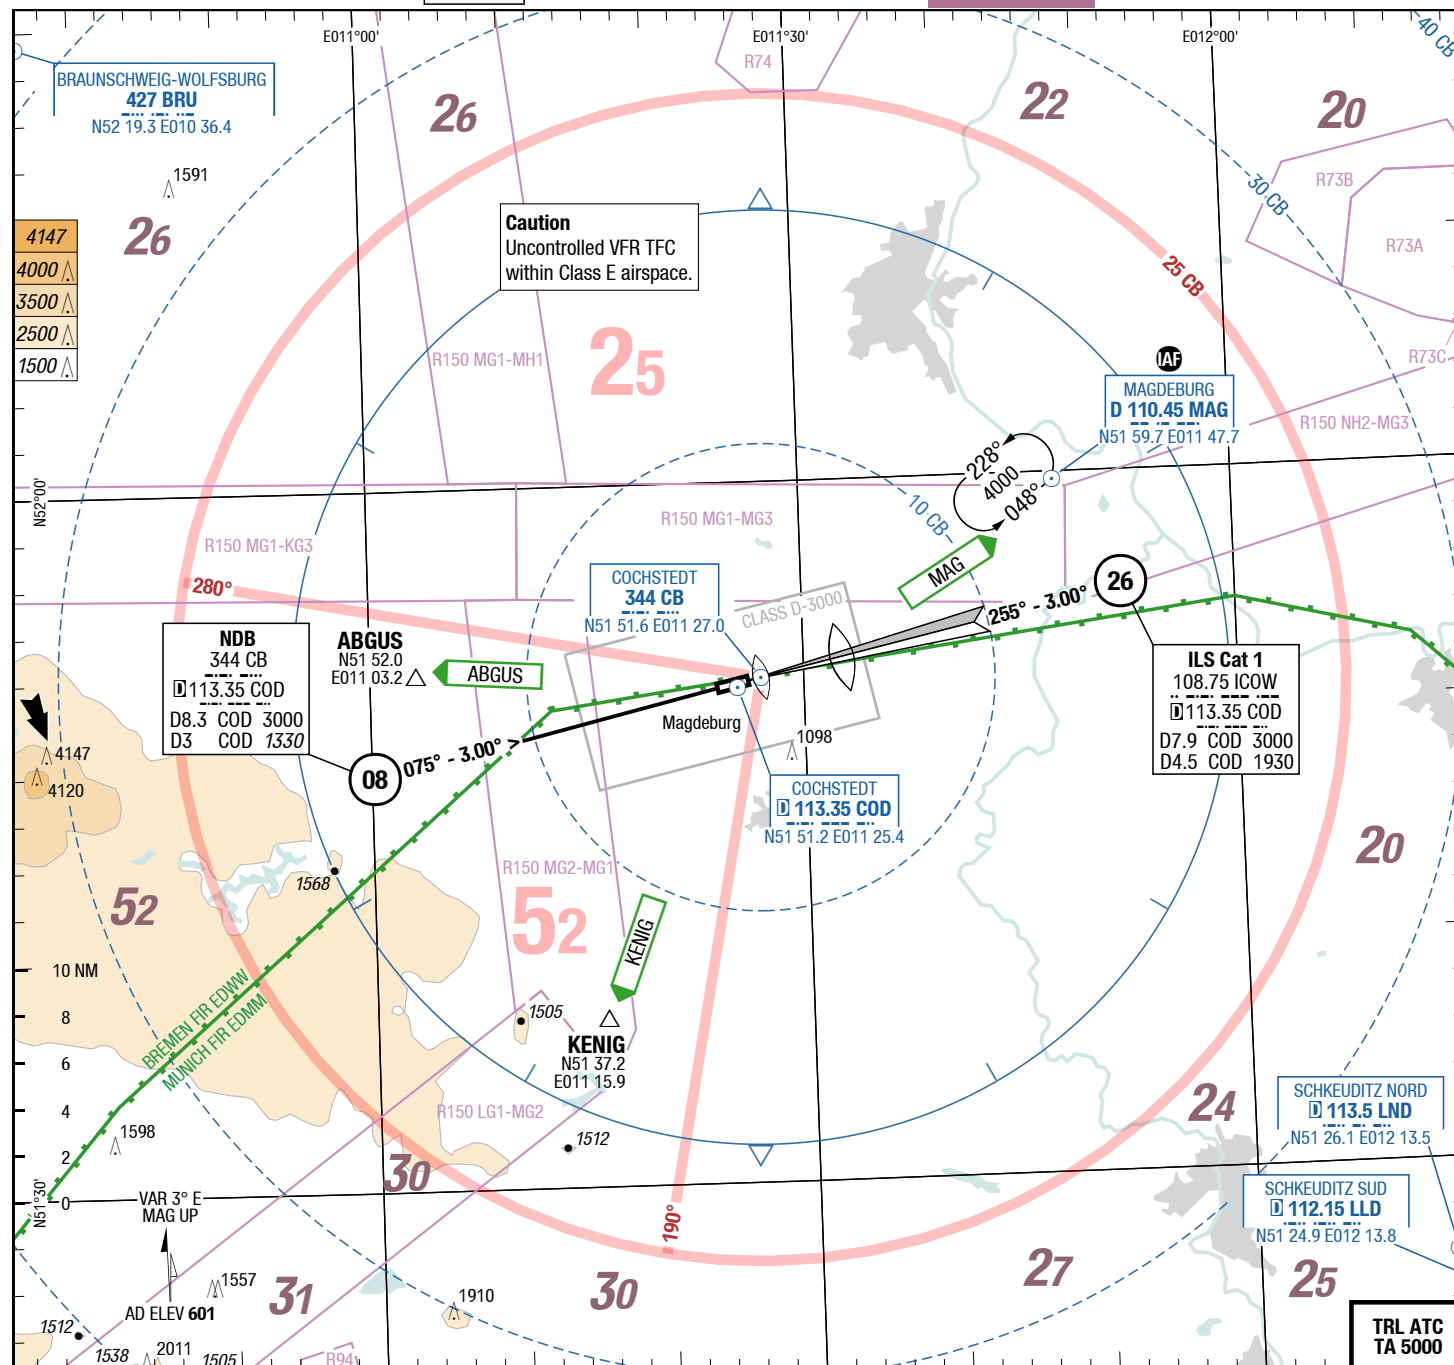 E011°00'
E011°30'
E012°00'
40 CB
R74
BRAUNSCHWEIG-WOLFSBURG
427 BRU
N52 19.3 E010 36.4
26
22
20
1591
R73B
30 CB
R73A
26
4147
4000
3500
2500
1500
Caution
Uncontrolled VFR TFC
within Class E airspace.
25 CB
R150 MG1-MH1
25
R73C
IAF
MAGDEBURG
D 110.45 MAG
N51 59.7 E011 47.7
R150 NH2-MG3
228°
4000
048°
N52°00'
R150 MG1-KG3
R150 MG1-MG3
10 CB
280°
COCHSTEDT
344 CB
N51 51.6 E011 27.0
CLASS D-3000
MAG
255° - 3.00°
26
NDB
344 CB
D 113.35 COD
D8.3 COD 3000
D3 COD 1330
ABGUS
N51 52.0
E011 03.2
ABGUS
ILS Cat 1
108.75 ICOW
D 113.35 COD
D7.9 COD 3000
D4.5 COD 1930
Magdeburg
1098
08
075° - 3.00°
4147
4120
COCHSTEDT
D 113.35 COD
N51 51.2 E011 25.4
1568
R150 MG2-MG1
52
52
20
KENIG
10 NM
8
6
4
2
0
BREMEN FIR EDWW
MUNICH FIR EDMM
1505
KENIG
N51 37.2
E011 15.9
R150 LG1-MG2
1512
1598
30
24
SCHKEUDITZ NORD
D 113.5 LND
N51 26.1 E012 13.5
N51°30'
VAR 3° E
MAG UP
190°
SCHKEUDITZ SUD
D 112.15 LLD
N51 24.9 E012 13.8
AD ELEV 601
1557
31
30
27
25
1910
1512
1538
2011
1505
R94
TRL ATC
TA 5000